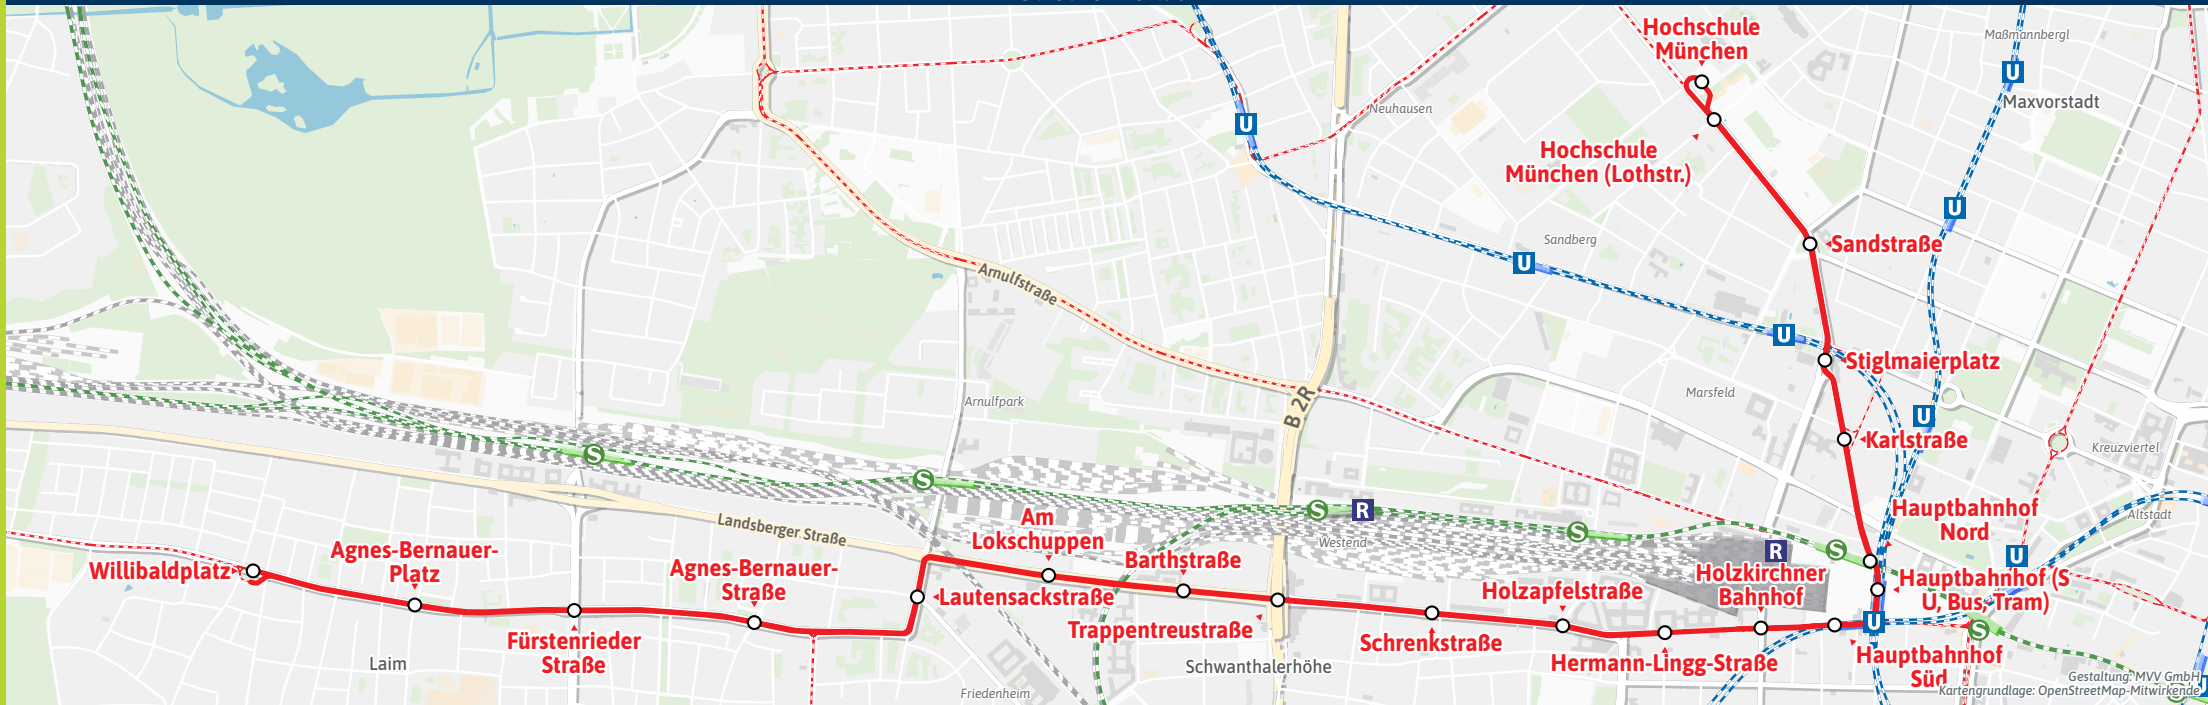 Hochschule
München
Maßmannbergl
U
Maxvorstadt
Neuhausen
U
Hochschule
München (Lothstr.)
U
Sandberg
Sandstraße
U
Arnulfstraße
U
Stiglmaierplatz
Marsfeld
Arnulfpark
B 2R
U
Karlstraße
Kreuzviertel
S
S
Landsberger Straße
Am
Lokschuppen
S
R
Westend
S
Hauptbahnhof
Nord
Altstadt
Willibaldplatz
Agnes-Bernauer-
Platz
Agnes-Bernauer-
Straße
Barthstraße
R
S
U
Lautensackstraße
Holzapfelstraße
Holzkirchner
Bahnhof
Hauptbahnhof (S
U, Bus, Tram)
Fürstenrieder
Straße
Trappentreustraße
Schrenkstraße
U
S
Laim
Schwanthalerhöhe
Hermann-Lingg-Straße
Hauptbahnhof
Süd
Friedenheim
Gestaltung: MVV GmbH
Kartengrundlage: OpenStreetMap-Mitwirkende